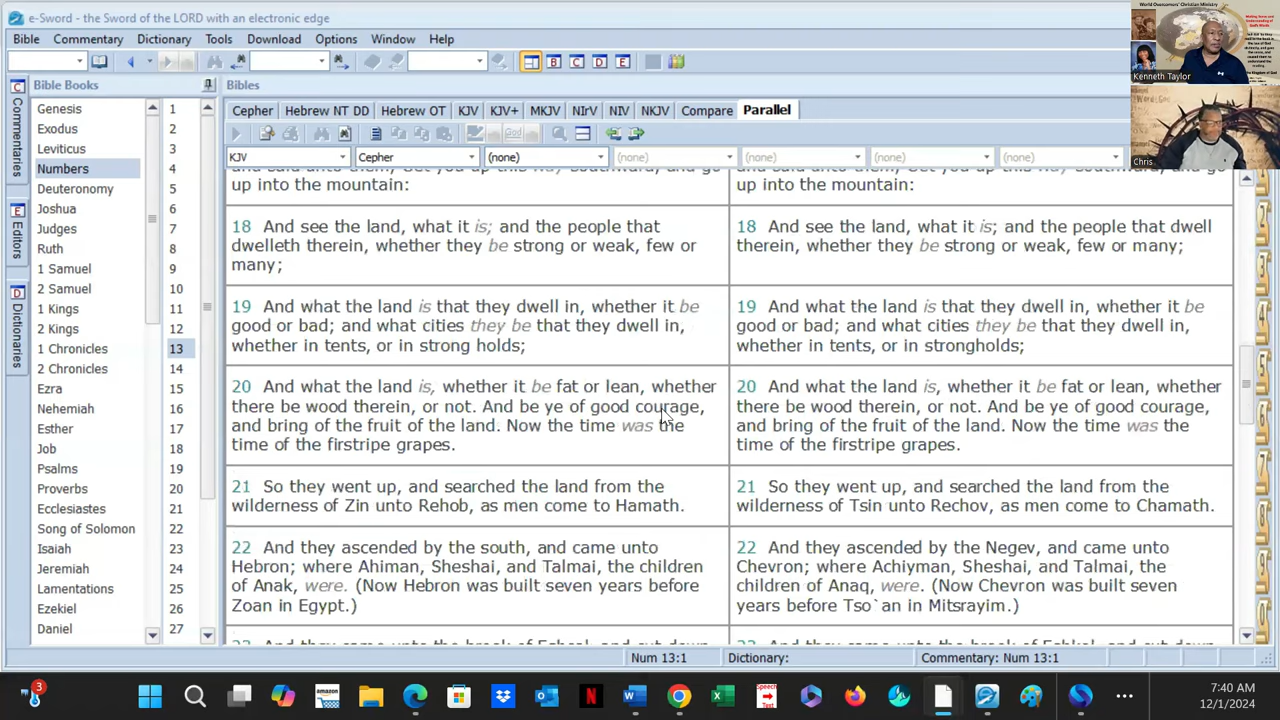 e-Sword - the Sword of the LORD with an electronic edge
Bible Commentary Dictionary Tools Download Options Window Help
Bible Books
Bibles
Genesis
Exodus
Leviticus
Numbers
Deuteronomy
Joshua
Judges
Ruth
1 Samuel
2 Samuel
1 Kings
2 Kings
1 Chronicles
2 Chronicles
Ezra
Nehemiah
Esther
Job
Psalms
Proverbs
Ecclesiastes
Song of Solomon
Isaiah
Jeremiah
Lamentations
Ezekiel
Daniel
1
2
3
4
5
6
7
8
9
10
11
12
13
14
15
16
17
18
19
20
21
22
23
24
25
26
27
Commentaries
Editors
Dictionaries
Cepher Hebrew NT DD Hebrew OT KJV KJV+ MKJV NIRV NIV NKJV Compare Parallel
KJV Cepher (none) (none) (none) (none) (none)
up into the mountain:
18 And see the land, what it is; and the people that
dwelleth therein, whether they be strong or weak, few or
many;
19 And what the land is that they dwell in, whether it be
good or bad; and what cities they be that they dwell in,
whether in tents, or in strong holds;
20 And what the land is, whether it be fat or lean, whether
there be wood therein, or not. And be ye of good courage,
and bring of the fruit of the land. Now the time was the
time of the firstripe grapes.
21 So they went up, and searched the land from the
wilderness of Zin unto Rehob, as men come to Hamath.
22 And they ascended by the south, and came unto
Hebron; where Ahiman, Sheshai, and Talmai, the children
of Anak, were. (Now Hebron was built seven years before
Zoan in Egypt.)
up into the mountain:
18 And see the land, what it is; and the people that dwell
therein, whether they be strong or weak, few or many;
19 And what the land is that they dwell in, whether it be
good or bad; and what cities they be that they dwell in,
whether in tents, or in strongholds;
20 And what the land is, whether it be fat or lean, whether
there be wood therein, or not. And be ye of good courage,
and bring of the fruit of the land. Now the time was the
time of the firstripe grapes.
21 So they went up, and searched the land from the
wilderness of Tsin unto Rechov, as men come to Chamath.
22 And they ascended by the Negev, and came unto
Chevron; where Achiyman, Sheshai, and Talmai, the
children of Anaq, were. (Now Chevron was built seven
years before Tso`an in Mitsrayim.)
World Overcomers' Christian Ministry
Kenneth Taylor
Chris
Num 13:1 Dictionary: Commentary: Num 13:1
3
amazon
Speech
Text
7:40 AM
12/1/2024